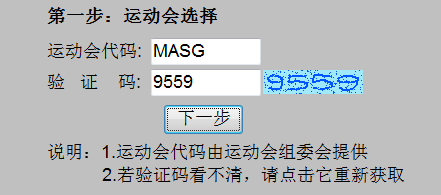 第一步：运动会选择
运动会代码: MASG
验 证 码: 9559 9559
下一步
说明：1.运动会代码由运动会组委会提供
2.若验证码看不清，请点击它重新获取